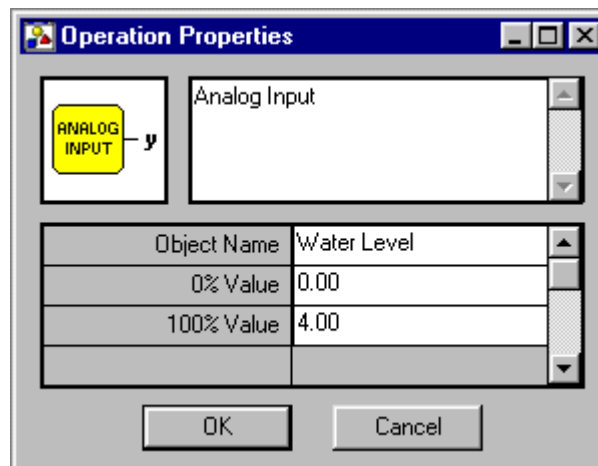 Operation Properties
ANALOG
INPUT
y
Analog Input
Object Name Water Level
0% Value 0.00
100% Value 4.00
OK Cancel